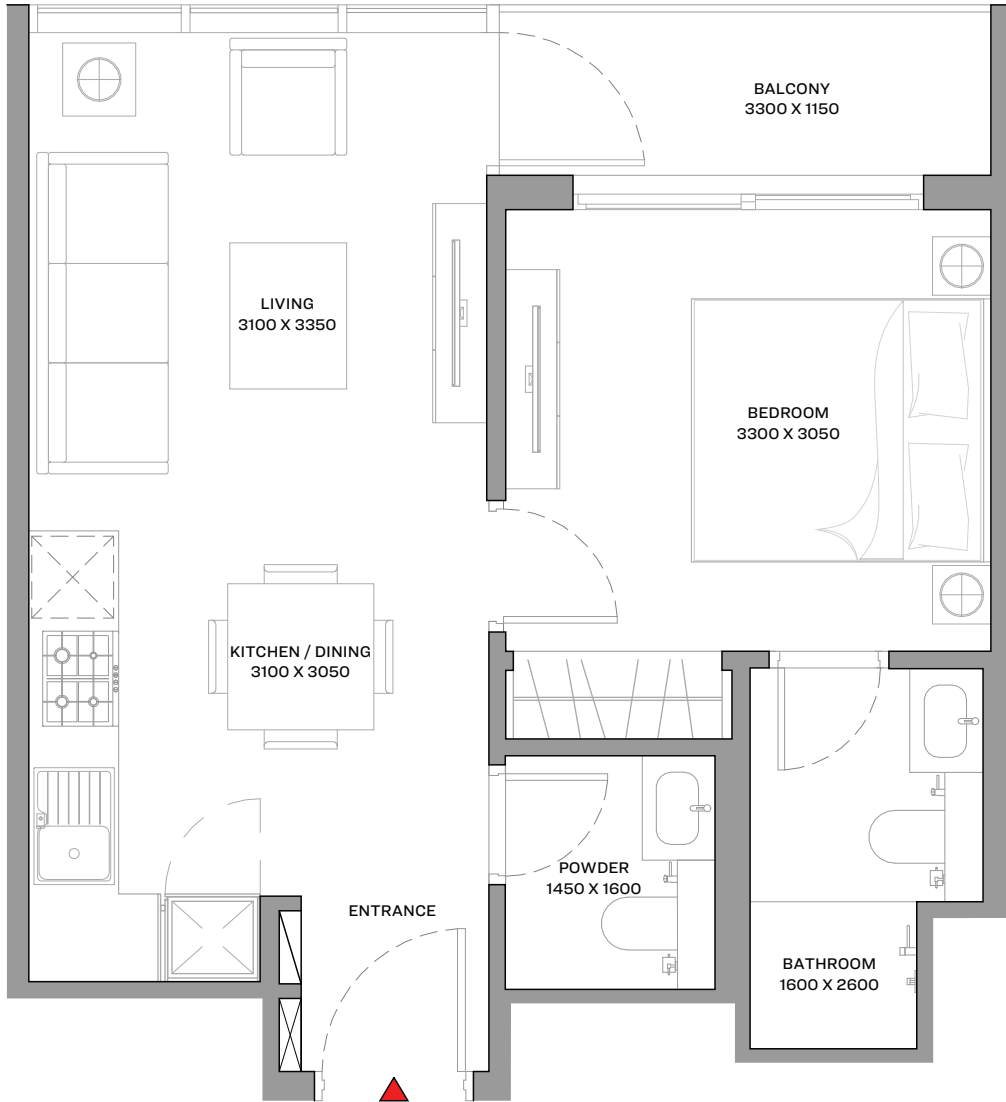 BALCONY
3300 X 1150
LIVING
3100 X 3350
BEDROOM
3300 X 3050
KITCHEN / DINING
3100 X 3050
POWDER
1450 X 1600
ENTRANCE
BATHROOM
1600 X 2600